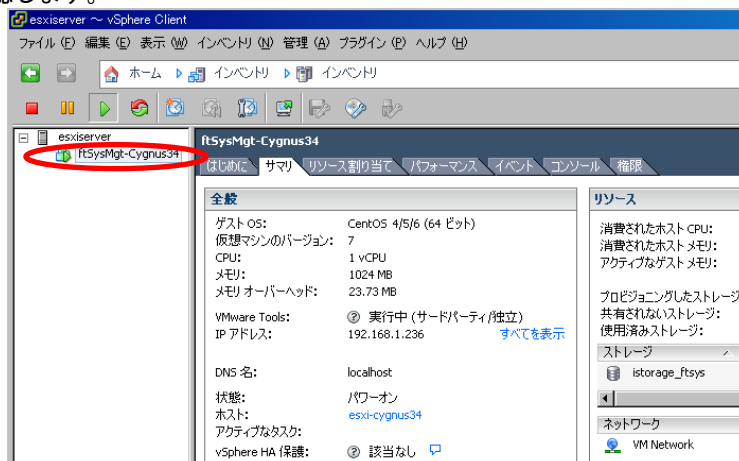 認します。
esxiserver ~ vSphere Client
ファイル (F) 編集 (E) 表示 (W) インベントリ (N) 管理 (A) プラグイン (P) ヘルプ (H)
ホーム インベントリ インベントリ
esxiserver
ftSysMgt-Cygnus34
ftSysMgt-Cygnus34
はじめに サマリ リソース割り当て パフォーマンス イベント コンソール 権限
全般
ゲスト OS: CentOS 4/5/6 (64 ビット)
仮想マシンのバージョン: 7
CPU: 1 vCPU
メモリ: 1024 MB
メモリ オーバーヘッド: 23.73 MB
VMware Tools: 実行中 (サードパーティ/独立)
IP アドレス: 192.168.1.236 すべてを表示
DNS 名: localhost
状態: パワーオン
ホスト: esxi-cygnus34
アクティブなタスク:
vSphere HA 保護: 該当なし
リソース
消費されたホスト CPU:
消費されたホスト メモリ:
アクティブなゲスト メモリ:
プロビジョニングしたストレージ
共有されないストレージ:
使用済みストレージ:
ストレージ
istorage_ftsys
ネットワーク
VM Network